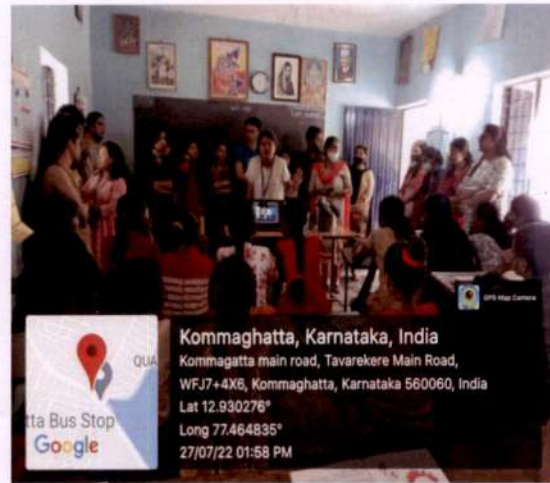 GPS Map Camera
Kommaghatta, Karnataka, India
Kommagatta main road, Tavarekere Main Road,
WFJ7+4X6, Kommaghatta, Karnataka 560060, India
Lat 12.930276°
Long 77.464835°
27/07/22 01:58 PM
QUA
tta Bus Stop
Google